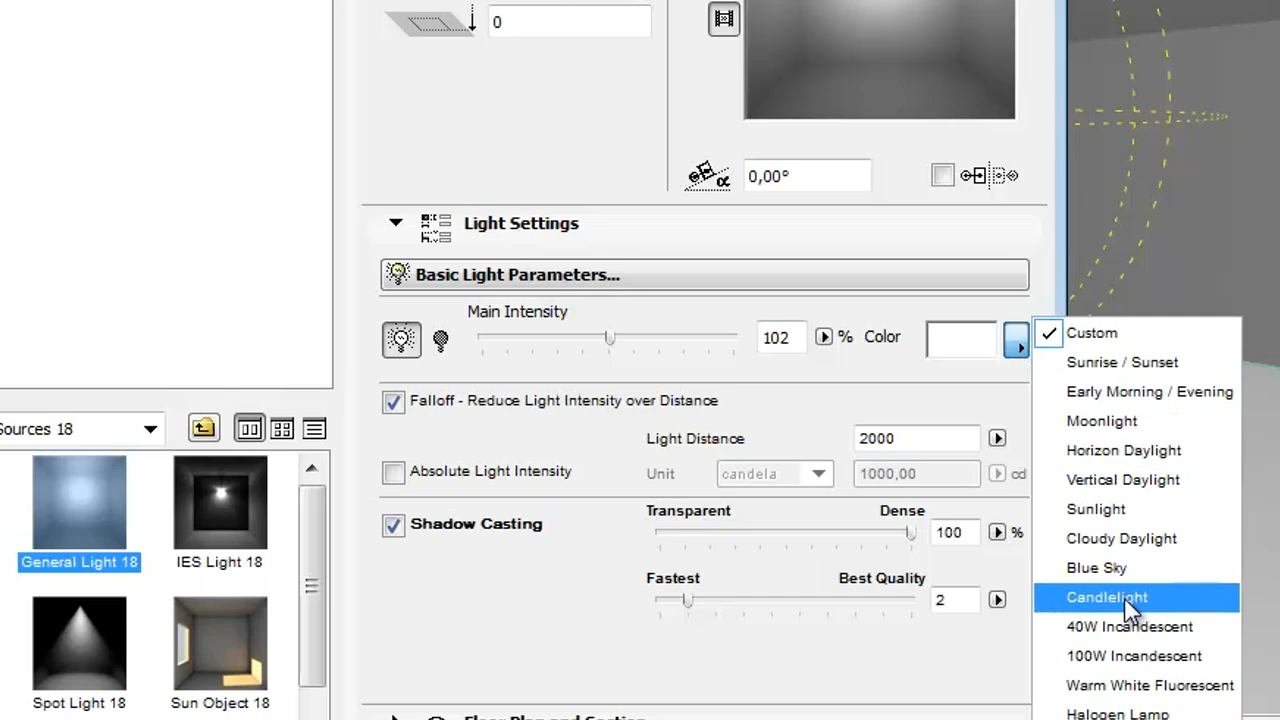 0
0,00°
α
Light Settings
Basic Light Parameters...
Main Intensity
102 % Color
Custom
Sunrise / Sunset
Early Morning / Evening
Moonlight
Horizon Daylight
Vertical Daylight
Sunlight
Cloudy Daylight
Blue Sky
Candlelight
40W Incandescent
100W Incandescent
Warm White Fluorescent
Halogen Lamp
Falloff - Reduce Light Intensity over Distance
Light Distance 2000
Absolute Light Intensity Unit candela 1000,00 cd
Shadow Casting
Transparent Dense
100 %
Fastest Best Quality
2
Floor Plan and Section
Sources 18
General Light 18
IES Light 18
Spot Light 18
Sun Object 18